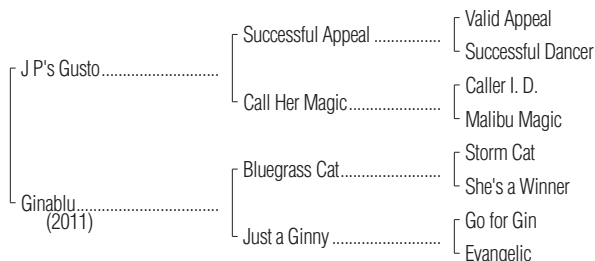 Valid Appeal
Successful Appeal ..................
Successful Dancer
J P's Gusto................................
Caller I. D.
Call Her Magic.........................
Malibu Magic
Storm Cat
Bluegrass Cat...........................
She's a Winner
Ginablu.......................................
(2011)
Go for Gin
Just a Ginny .............................
Evangelic